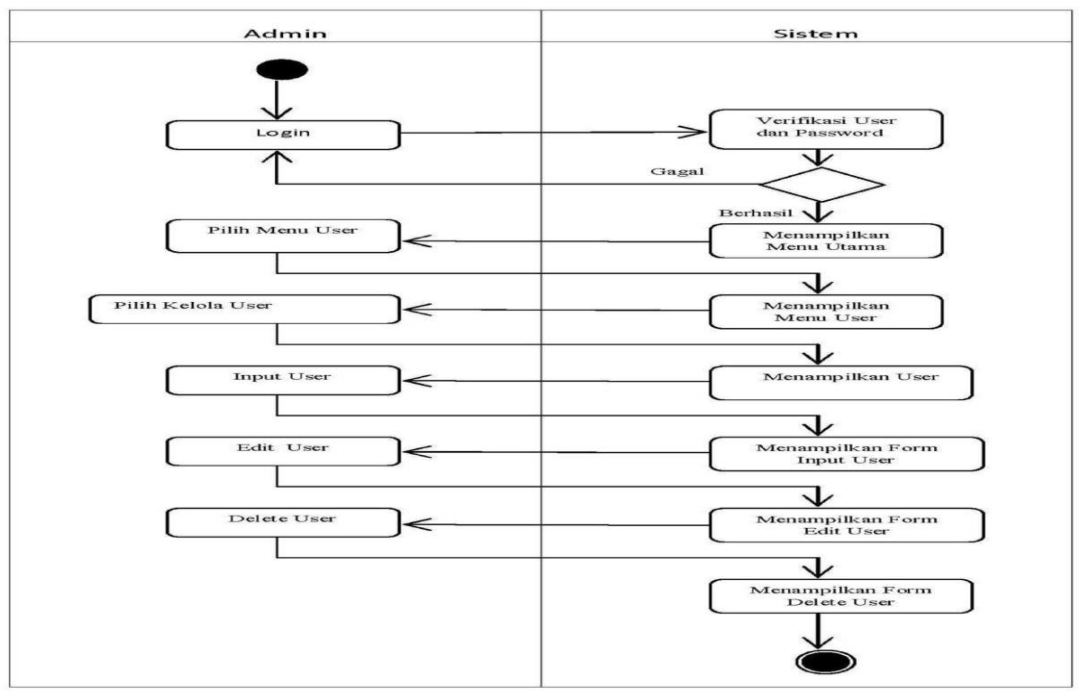 Admin
Sistem
Login
Verifikasi User
dan Password
Gagal
Berhasil
Pilih Menu User
Menampilkan
Menu Utama
Pilih Kelola User
Menampilkan
Menu User
Input User
Menampilkan User
Edit User
Menampilkan Form
Input User
Delete User
Menampilkan Form
Edit User
Menampilkan Form
Delete User